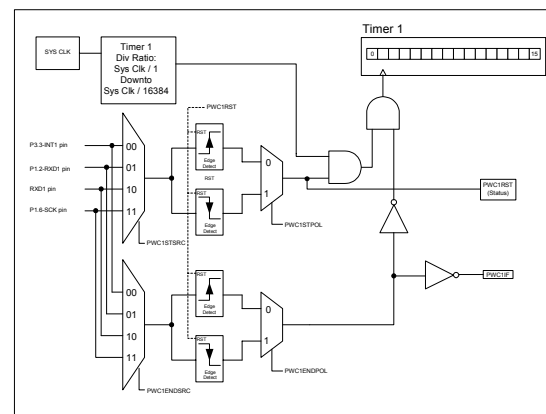 Timer 1
SYS CLK
Timer 1
Div Ratio:
Sys Clk / 1
Downto
Sys Clk / 16384
0
15
PWC1RST
P3.3-INT1 pin
P1.2-RXD1 pin
RXD1 pin
P1.6-SCK pin
00
01
10
11
PWC1STSRC
RST
Edge
Detect
RST
RST
Edge
Detect
0
1
PWC1STPOL
PWC1RST
(Status)
PWC1IF
00
01
10
11
PWC1ENDSRC
RST
Edge
Detect
RST
Edge
Detect
0
1
PWC1ENDPOL